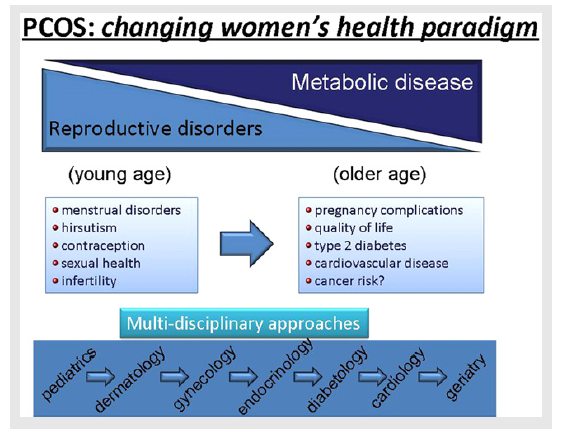 PCOS: changing women's health paradigm
Metabolic disease
Reproductive disorders
(young age)
(older age)
menstrual disorders
hirsutism
contraception
sexual health
infertility
pregnancy complications
quality of life
type 2 diabetes
cardiovascular disease
cancer risk?
Multi-disciplinary approaches
pediatrics
dermatology
gynecology
endocrinology
diabetology
cardiology
geriatry